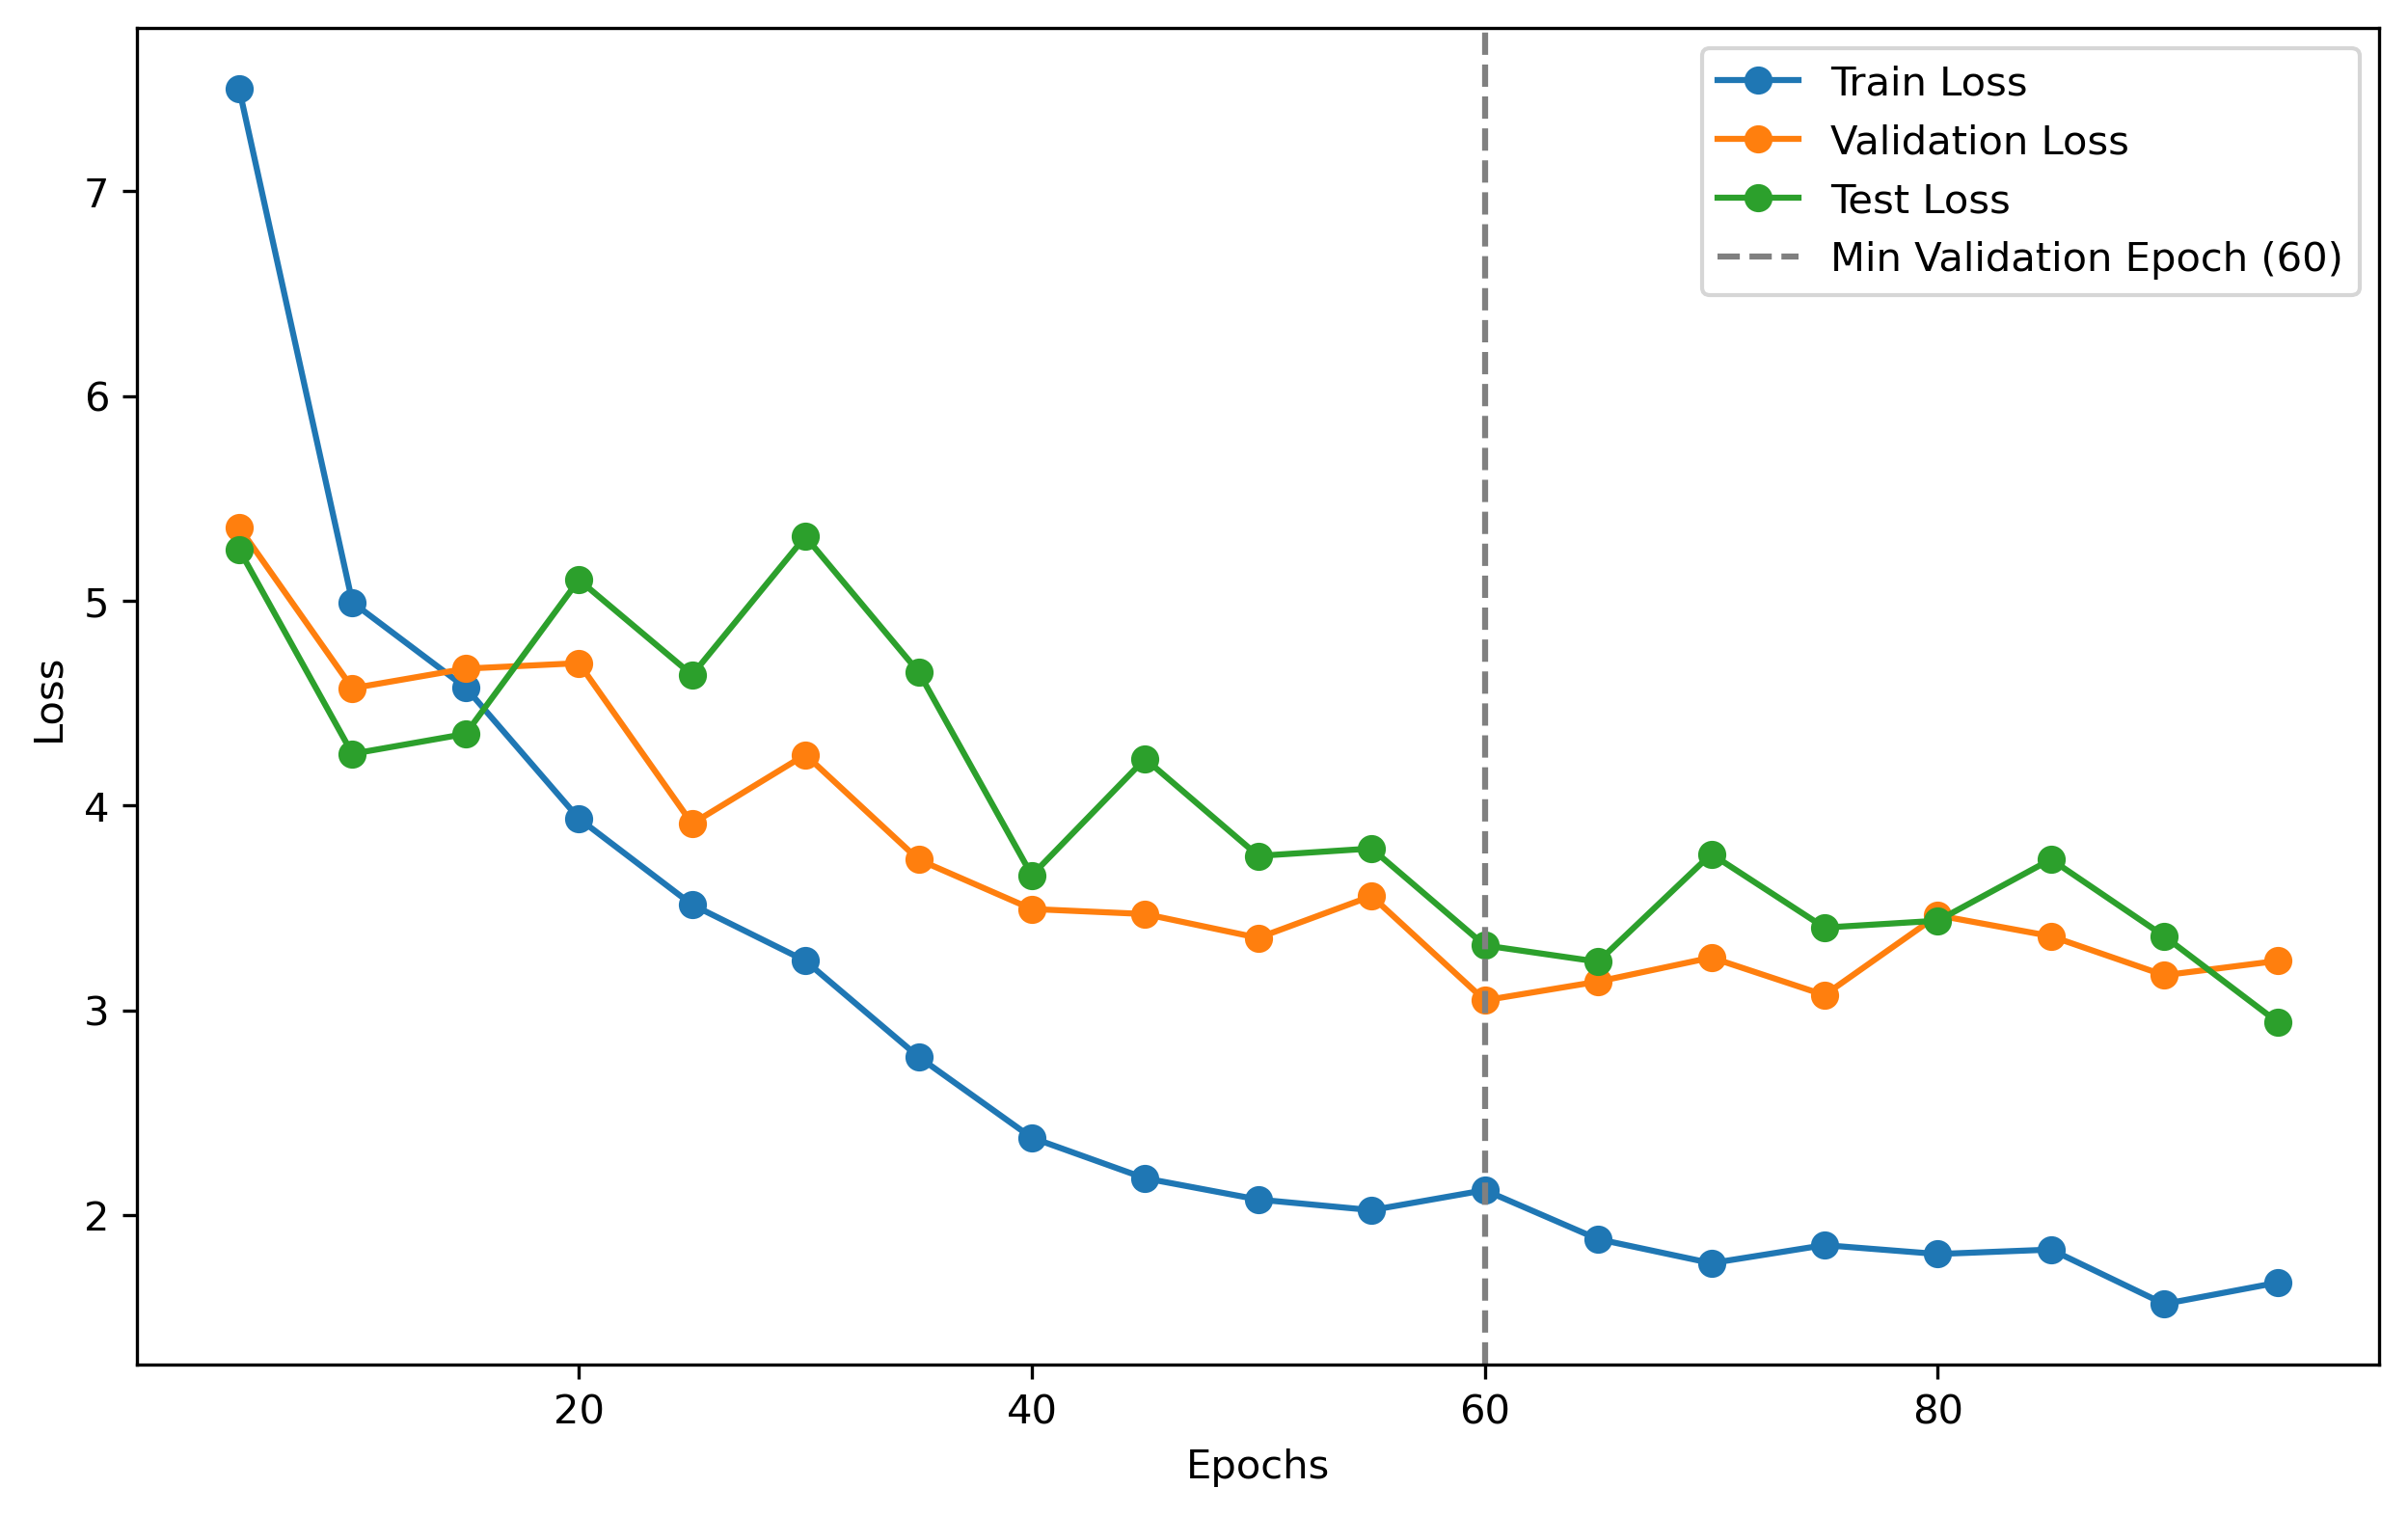 Train Loss
Validation Loss
Test Loss
Min Validation Epoch (60)
7
6
5
4
3
2
Loss
20 40 60 80
Epochs